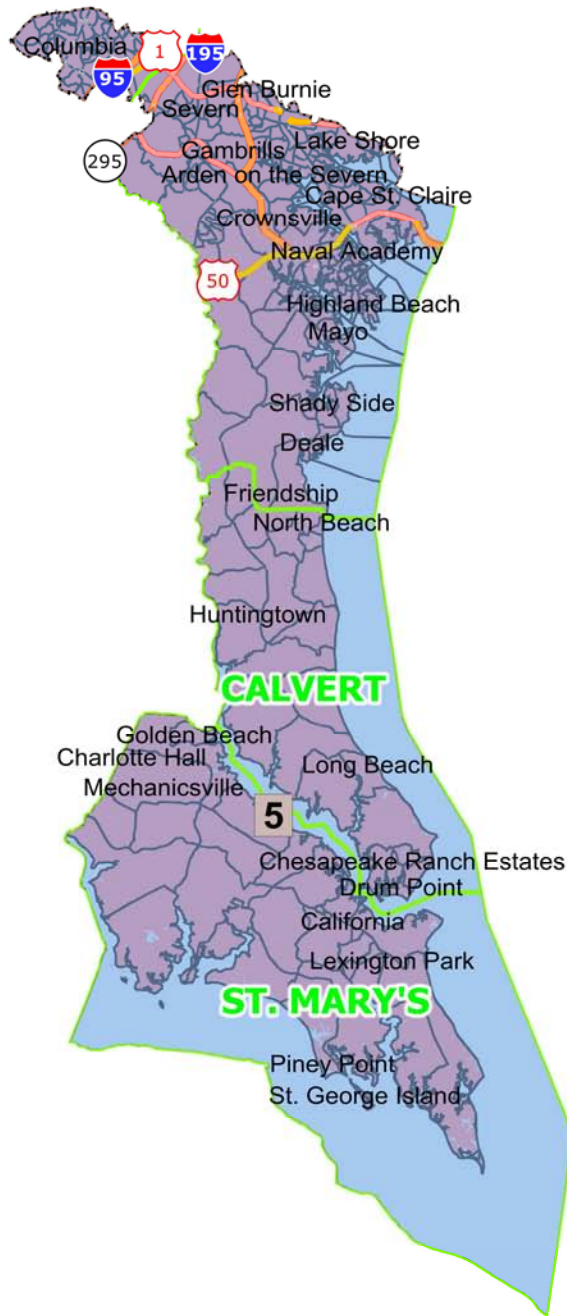 Columbia
1
195
95
Glen Burnie
Severn
Lake Shore
295
Gambrills
Arden on the Severn
Cape St. Claire
Crownsville
Naval Academy
50
Highland Beach
Mayo
Shady Side
Deale
Friendship
North Beach
Huntingtown
CALVERT
Golden Beach
Charlotte Hall
Long Beach
Mechanicsville
5
Chesapeake Ranch Estates
Drum Point
California
Lexington Park
ST. MARY'S
Piney Point
St. George Island